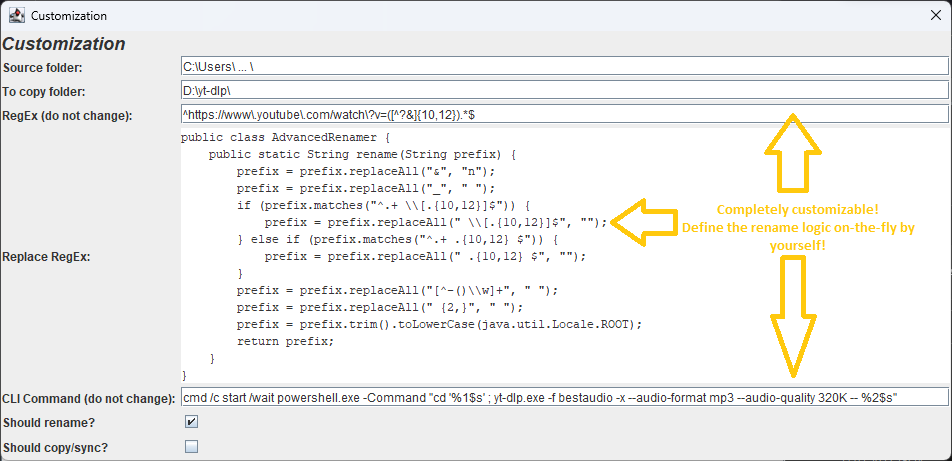 Customization
Customization
Source folder:
C:\Users\ ... \
To copy folder:
D:\yt-dlp\
RegEx (do not change):
^https://www\.youtube\.com/watch\?v=([^?&]{10,12}).*$
Replace RegEx:
public class AdvancedRenamer {
    public static String rename(String prefix) {
        prefix = prefix.replaceAll("&", "n");
        prefix = prefix.replaceAll("_", " ");
        if (prefix.matches("^.+ \\[.{10,12}]$")) {
            prefix = prefix.replaceAll(" \\[.{10,12}]$", "");
        } else if (prefix.matches("^.+ .{10,12} $")) {
            prefix = prefix.replaceAll(" .{10,12} $", "");
        }
        prefix = prefix.replaceAll("[^-()\\w]+", " ");
        prefix = prefix.replaceAll(" {2,}", " ");
        prefix = prefix.trim().toLowerCase(java.util.Locale.ROOT);
        return prefix;
    }
}
Completely customizable!
Define the rename logic on-the-fly by
yourself!
CLI Command (do not change):
cmd /c start /wait powershell.exe -Command "cd '%1$s' ; yt-dlp.exe -f bestaudio -x --audio-format mp3 --audio-quality 320K -- %2$s"
Should rename?
Should copy/sync?